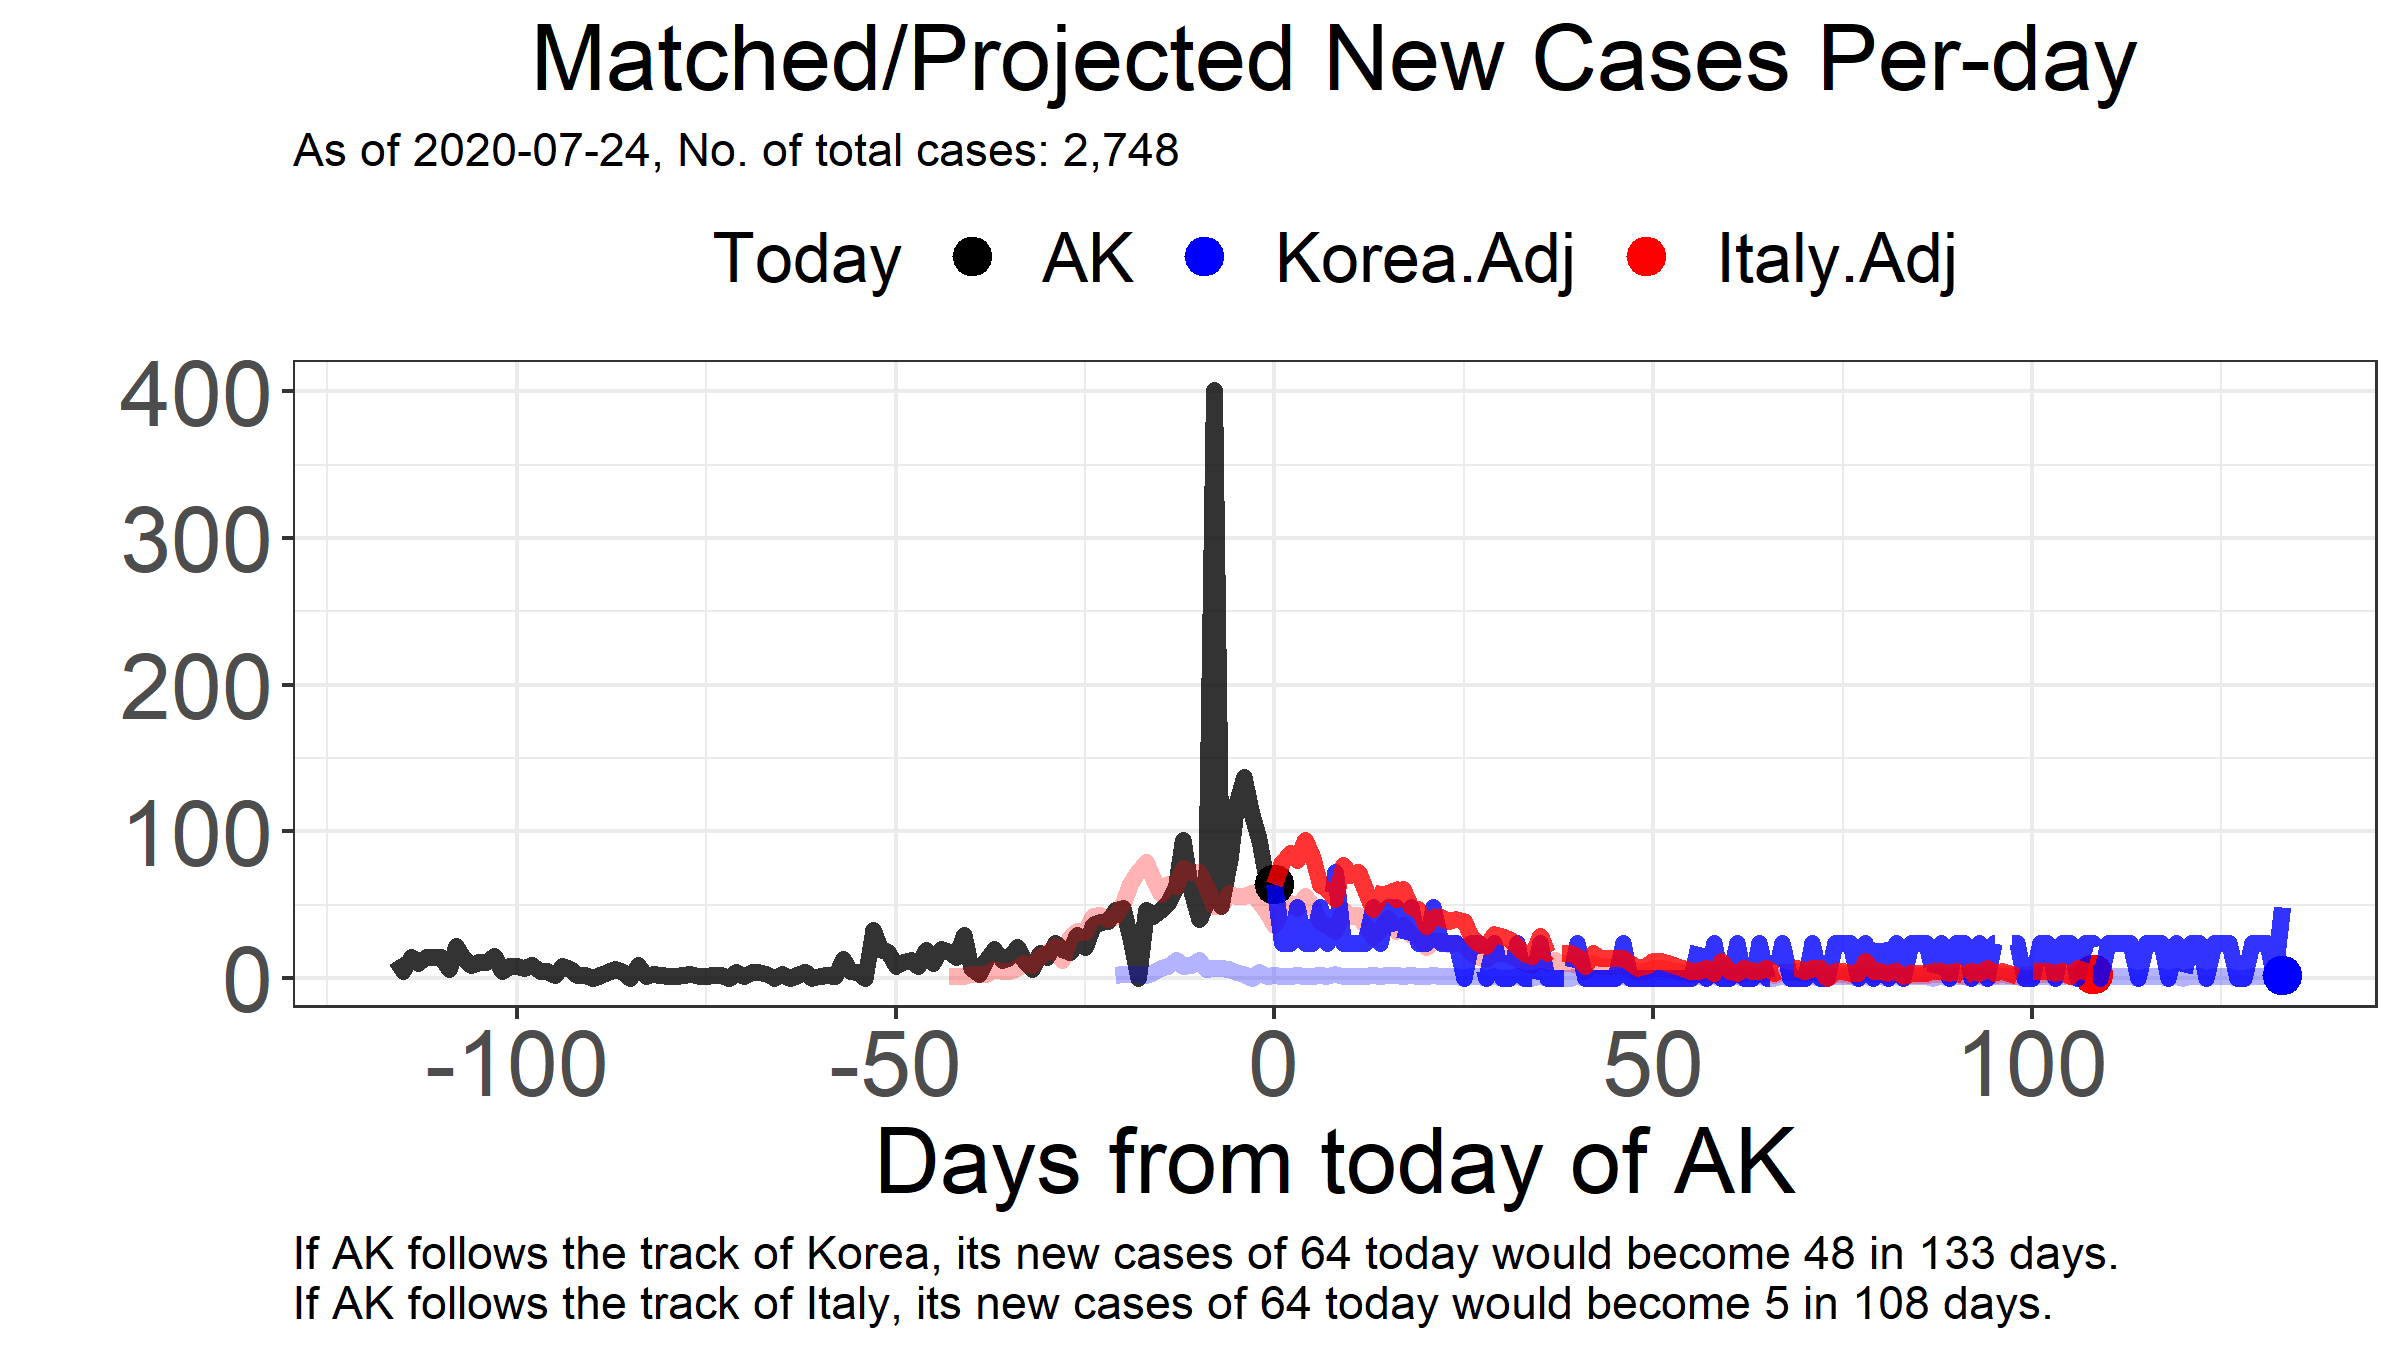 Matched/Projected New Cases Per-day
As of 2020-07-24, No. of total cases: 2,748
Today AK Korea.Adj Italy.Adj
400
300
200
100
0
-100 -50 0 50 100
Days from today of AK
If AK follows the track of Korea, its new cases of 64 today would become 48 in 133 days.
If AK follows the track of Italy, its new cases of 64 today would become 5 in 108 days.